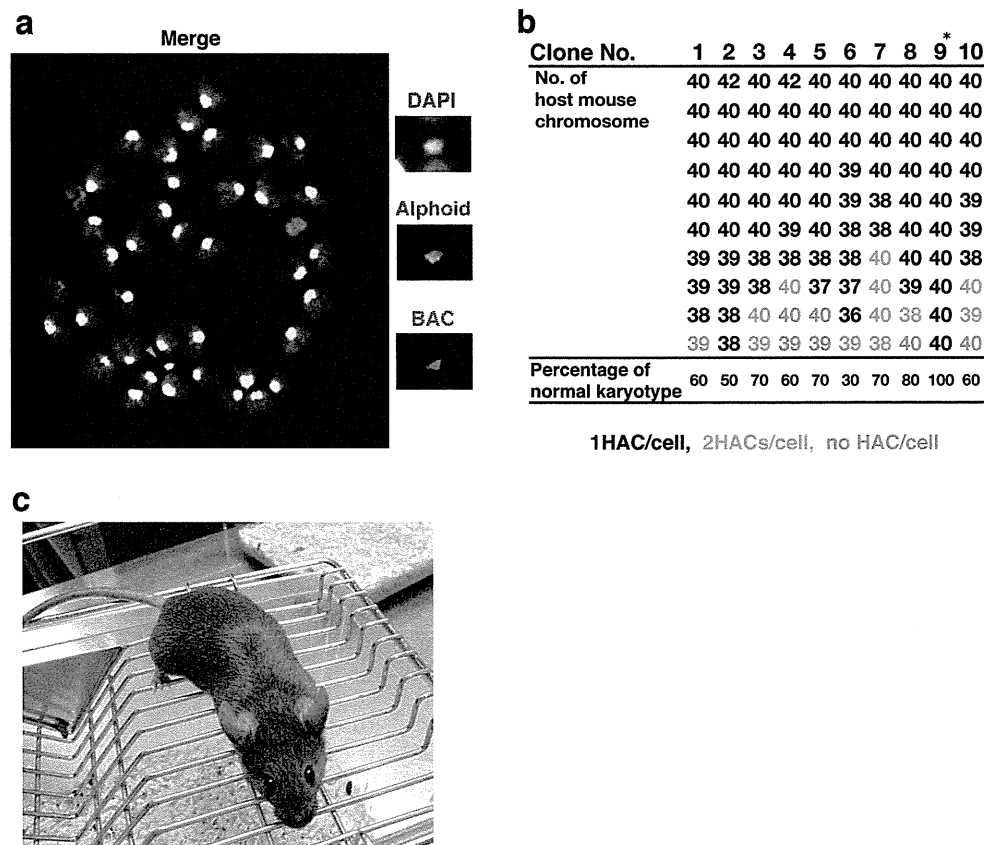 a
Merge
DAPI
Alphoid
BAC
b
*
Clone No. 1 2 3 4 5 6 7 8 9 10
No. of host mouse chromosome
40 42 40 42 40 40 40 40 40 40
40 40 40 40 40 40 40 40 40 40
40 40 40 40 40 40 40 40 40 40
40 40 40 40 40 39 40 40 40 40
40 40 40 40 40 39 38 40 40 39
40 40 40 39 40 38 38 40 40 39
39 39 38 38 38 38 40 40 40 38
39 39 38 40 37 37 40 39 40 40
38 38 40 40 40 36 40 38 40 39
39 38 39 39 39 39 38 40 40 40
Percentage of
normal karyotype 60 50 70 60 70 30 70 80 100 60
1HAC/cell, 2HACs/cell, no HAC/cell
c